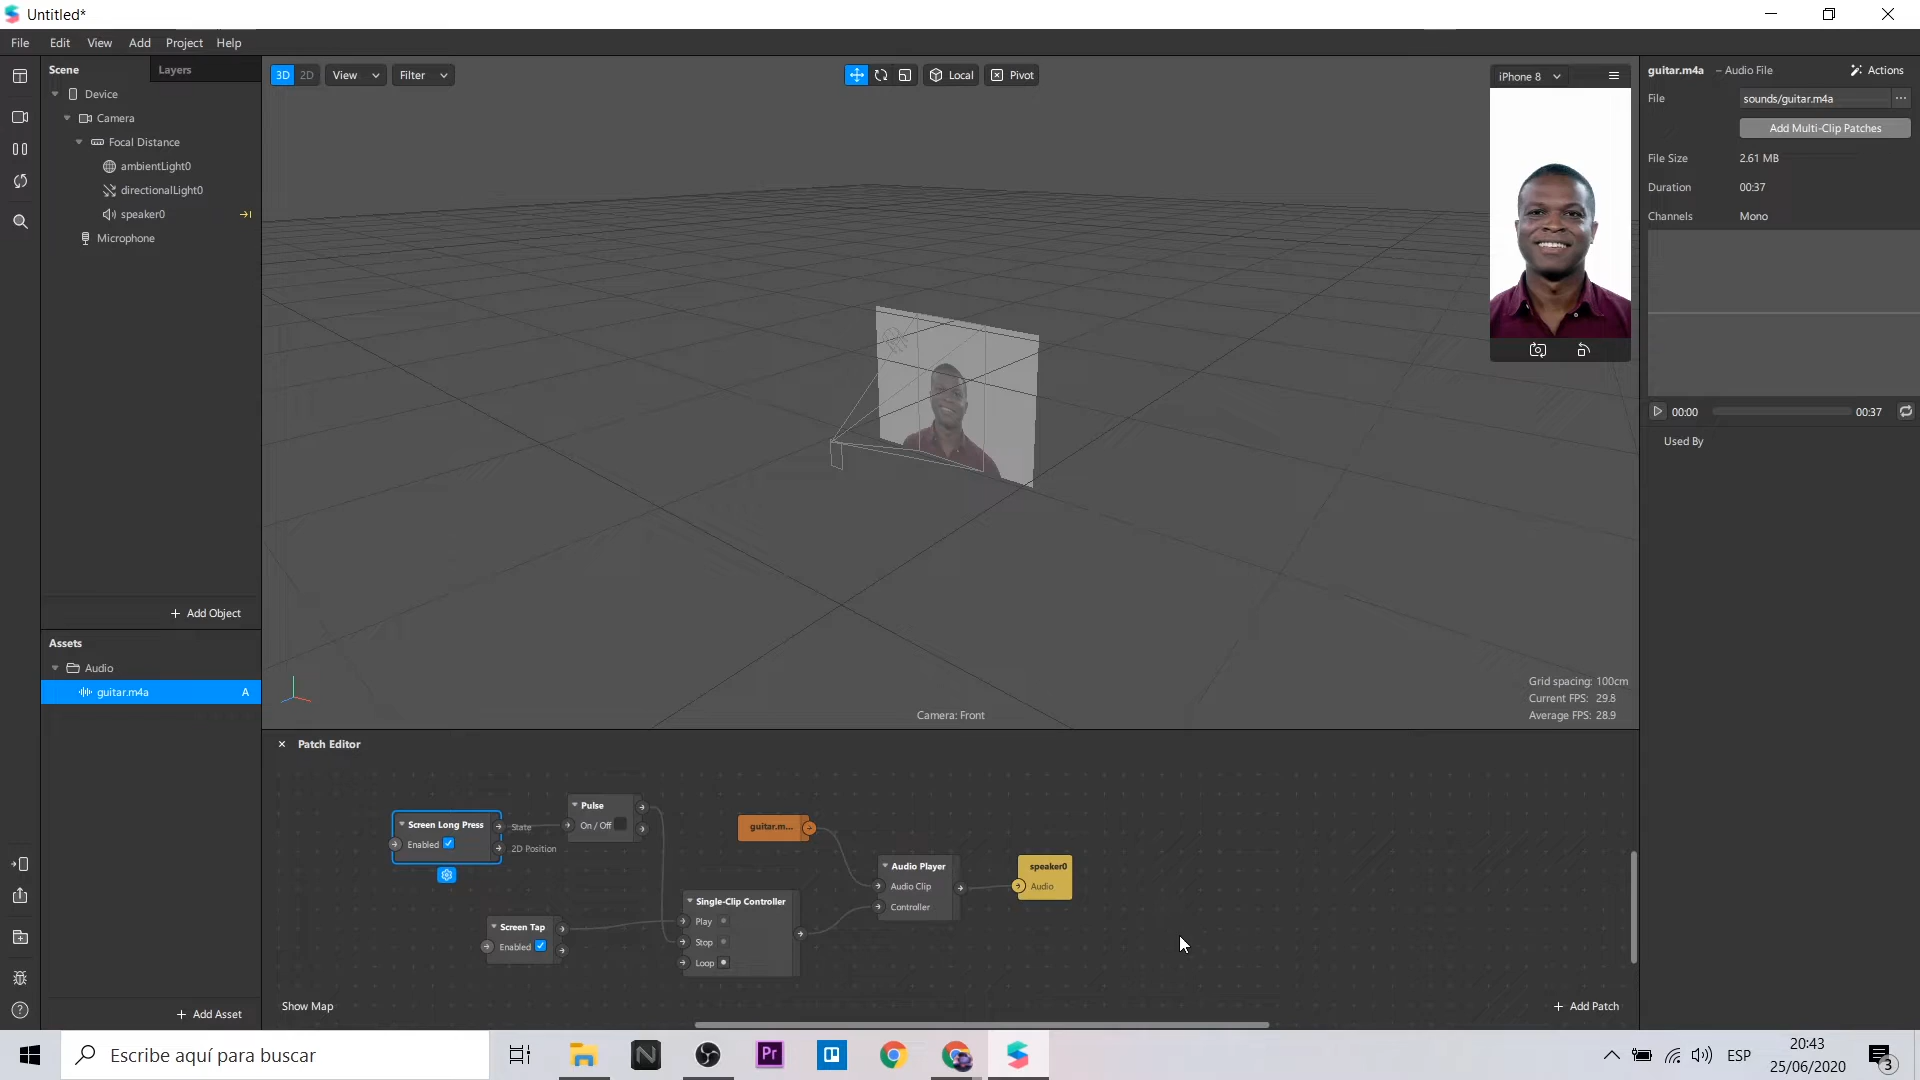 Untitled*
File Edit View Add Project Help
Scene Layers
Device
Camera
Focal Distance
ambientLight0
directionalLight0
speaker0
Microphone
+ Add Object
Assets
Audio
guitar.m4a A
+ Add Asset
3D 2D View Filter Local Pivot
iPhone 8
Grid spacing: 100cm
Current FPS: 29.8
Average FPS: 28.9
Camera: Front
guitar.m4a – Audio File Actions
File sounds/guitar.m4a ...
Add Multi-Clip Patches
File Size 2.61 MB
Duration 00:37
Channels Mono
00:00 00:37
Used By
× Patch Editor
Screen Long Press State
Enabled 2D Position
Pulse
On / Off
Screen Tap
Enabled
guitar.m...
Single-Clip Controller
Play
Stop
Loop
Audio Player
Audio Clip
Controller
speaker0
Audio
Show Map + Add Patch
Escribe aquí para buscar
N
Pr
ESP
20:43
25/06/2020
3